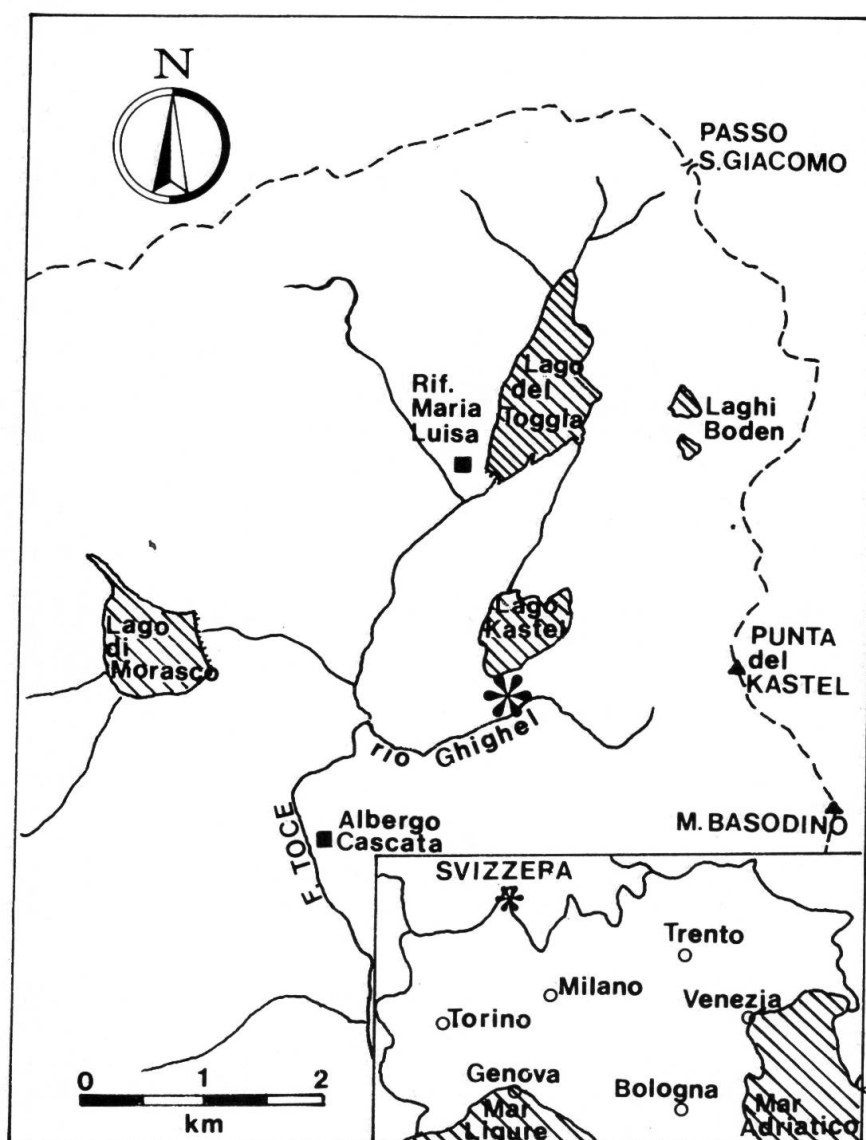 N
PASSO
S.GIACOMO
Rif.
Maria
Luisa
Lago
del
Toggia
Laghi
Boden
Lago
di
Morasco
Lago
Kastel
PUNTA
del
KASTEL
rio Ghighel
F. TOCE
Albergo
Cascata
M. BASODINO
SVIZZERA
Trento
Milano
Venezia
Torino
Genova
Bologna
Mar
Ligure
Mar
Adriatico
0 1 2
km